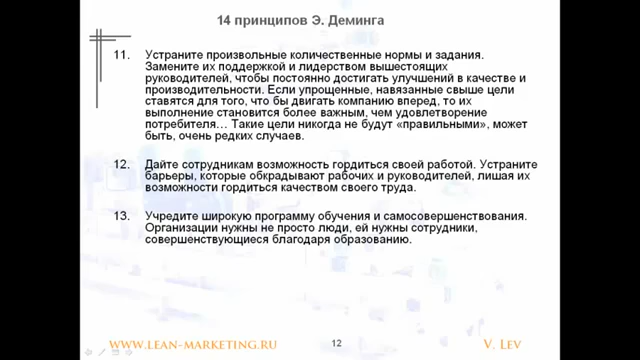 14 принципов Э. Деминга
11. Устраните произвольные количественные нормы и задания.
Замените их поддержкой и лидерством вышестоящих
руководителей, чтобы постоянно достигать улучшений в качестве и
производительности. Если упрощенные, навязанные свыше цели
ставятся для того, что бы двигать компанию вперед, то их
выполнение становится более важным, чем удовлетворение
потребителя... Такие цели никогда не будут «правильными», может
быть, очень редких случаев.
12. Дайте сотрудникам возможность гордиться своей работой. Устраните
барьеры, которые обкрадывают рабочих и руководителей, лишая их
возможности гордиться качеством своего труда.
13. Учредите широкую программу обучения и самосовершенствования.
Организации нужны не просто люди, ей нужны сотрудники,
совершенствующиеся благодаря образованию.
WWW.LEAN-MARKETING.RU 12 V. LEV